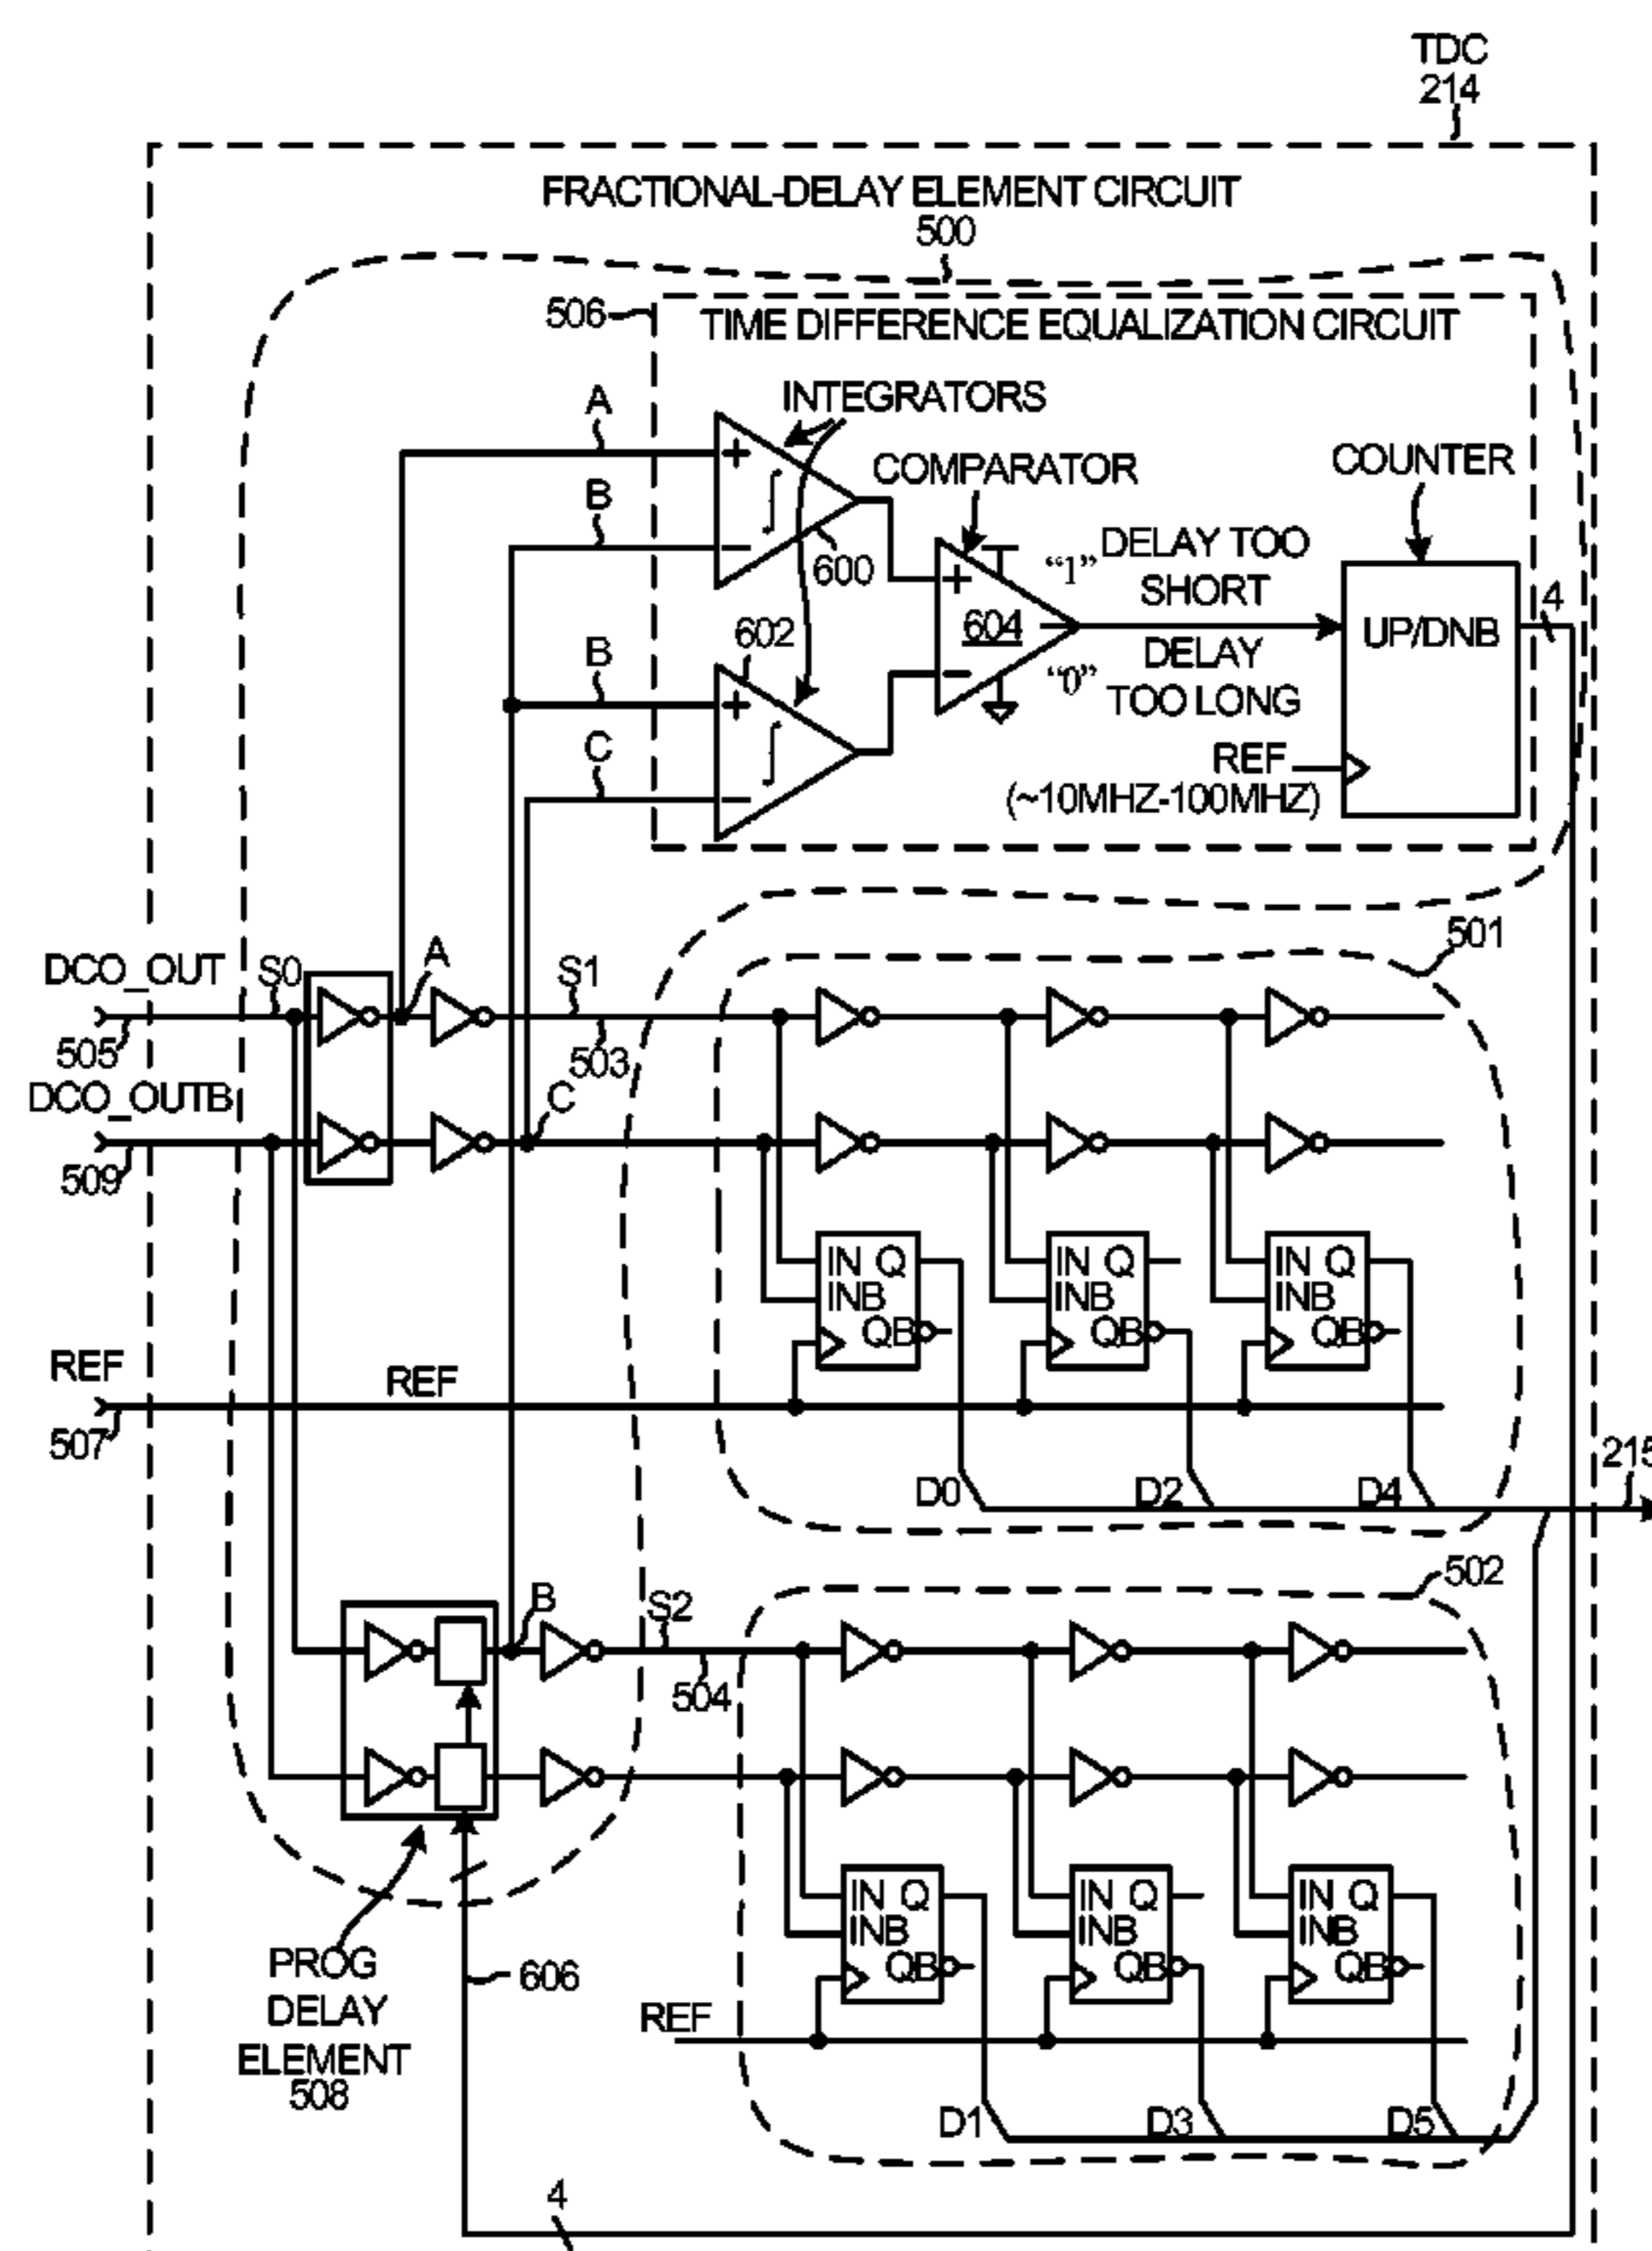 TDC
214
FRACTIONAL-DELAY ELEMENT CIRCUIT
500
506
TIME DIFFERENCE EQUALIZATION CIRCUIT
A
INTEGRATORS
+
∫
B
−
600
COMPARATOR
COUNTER
+
604
−
"1" DELAY TOO
SHORT
"0" DELAY
TOO LONG
UP/DNB
4
602
B
+
∫
C
−
REF
(~10MHZ-100MHZ)
501
DCO_OUT
S0
A
S1
505
503
DCO_OUTB
C
509
IN Q
INB
QB
IN Q
INB
QB
IN Q
INB
QB
REF
REF
507
D0
D2
D4
215
502
B
S2
504
IN Q
INB
QB
IN Q
INB
QB
IN Q
INB
QB
PROG
DELAY
ELEMENT
508
606
REF
D1
D3
D5
4